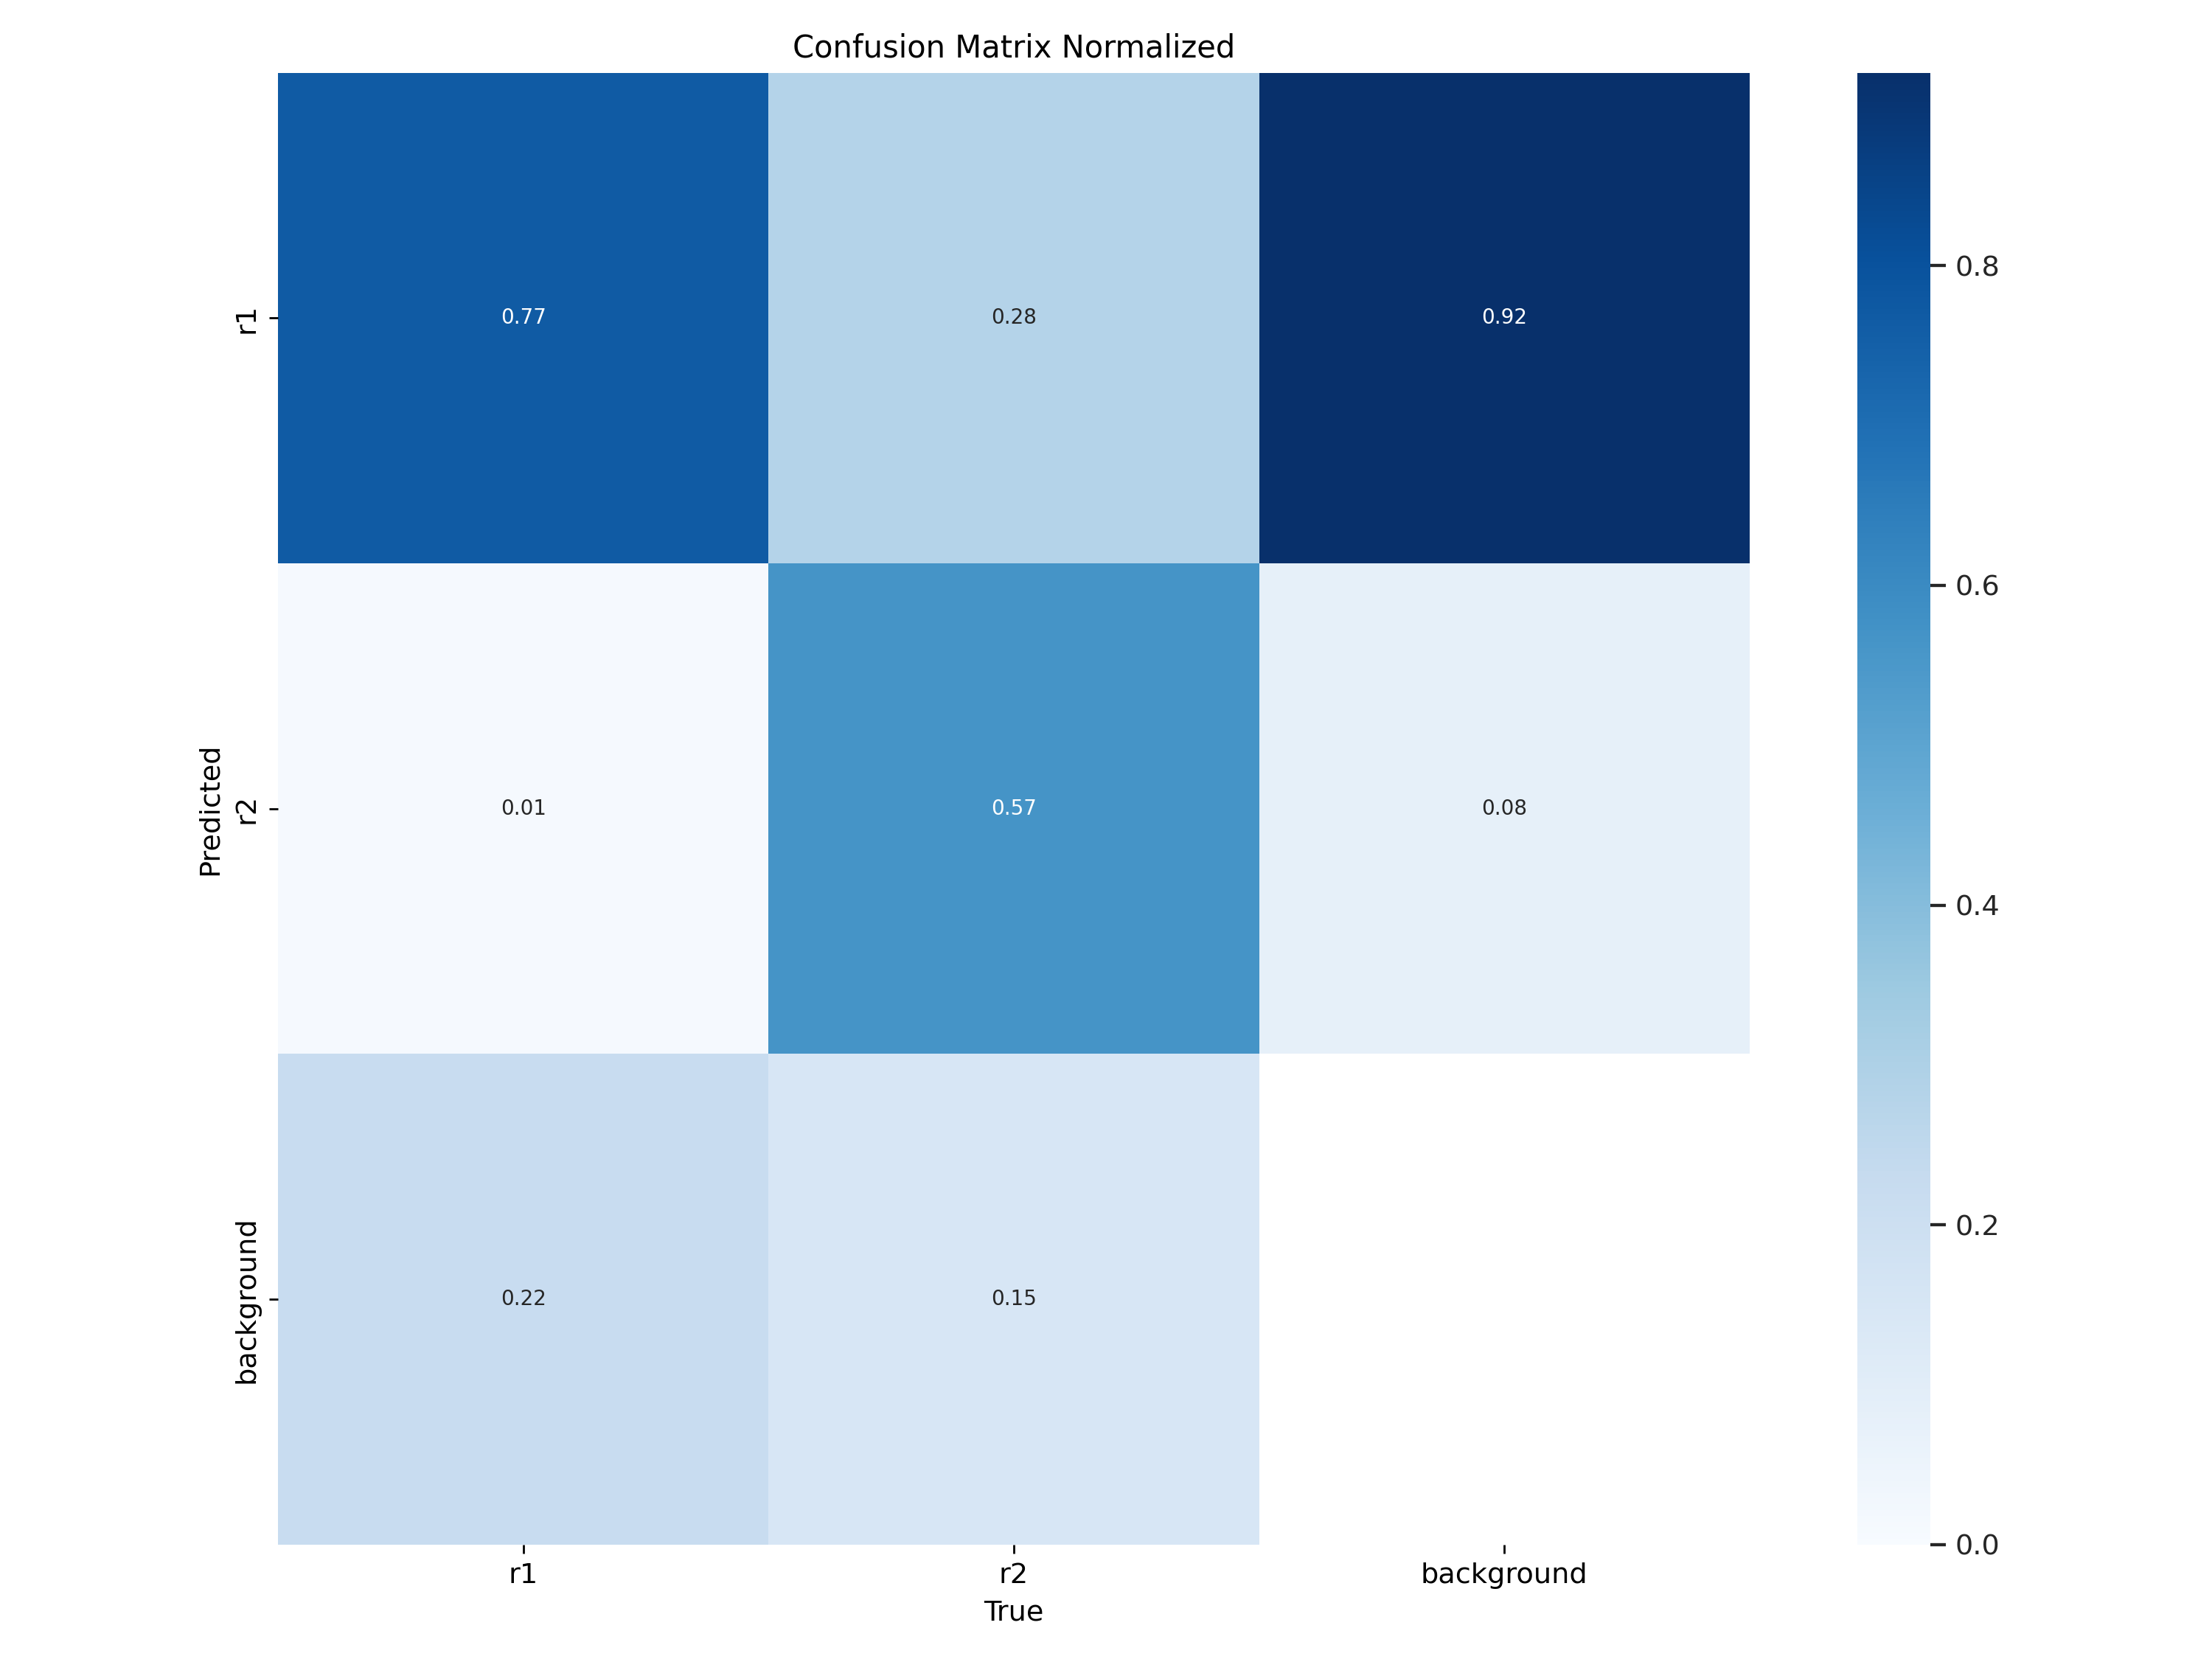 Confusion Matrix Normalized
r1
0.77
0.28
0.92
0.8
0.6
Predicted
r2
0.01
0.57
0.08
0.4
background
0.22
0.15
0.2
0.0
r1
r2
background
True